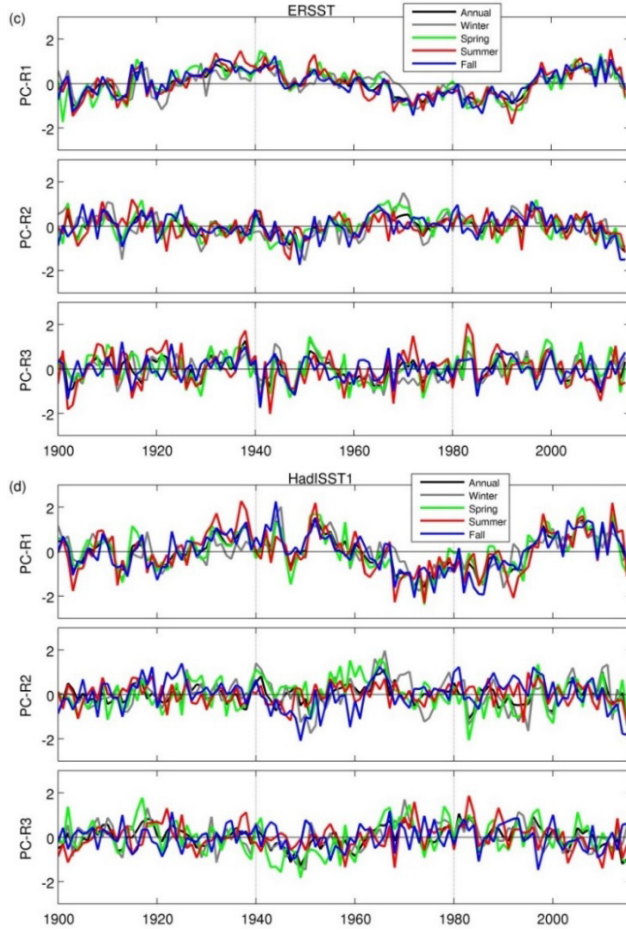 (c)
ERSST
Annual
Winter
Spring
Summer
Fall
PC-R1
2
0
-2
PC-R2
2
0
-2
PC-R3
2
0
-2
1900 1920 1940 1960 1980 2000
(d)
HadISST1
Annual
Winter
Spring
Summer
Fall
PC-R1
2
0
-2
PC-R2
2
0
-2
PC-R3
2
0
-2
1900 1920 1940 1960 1980 2000